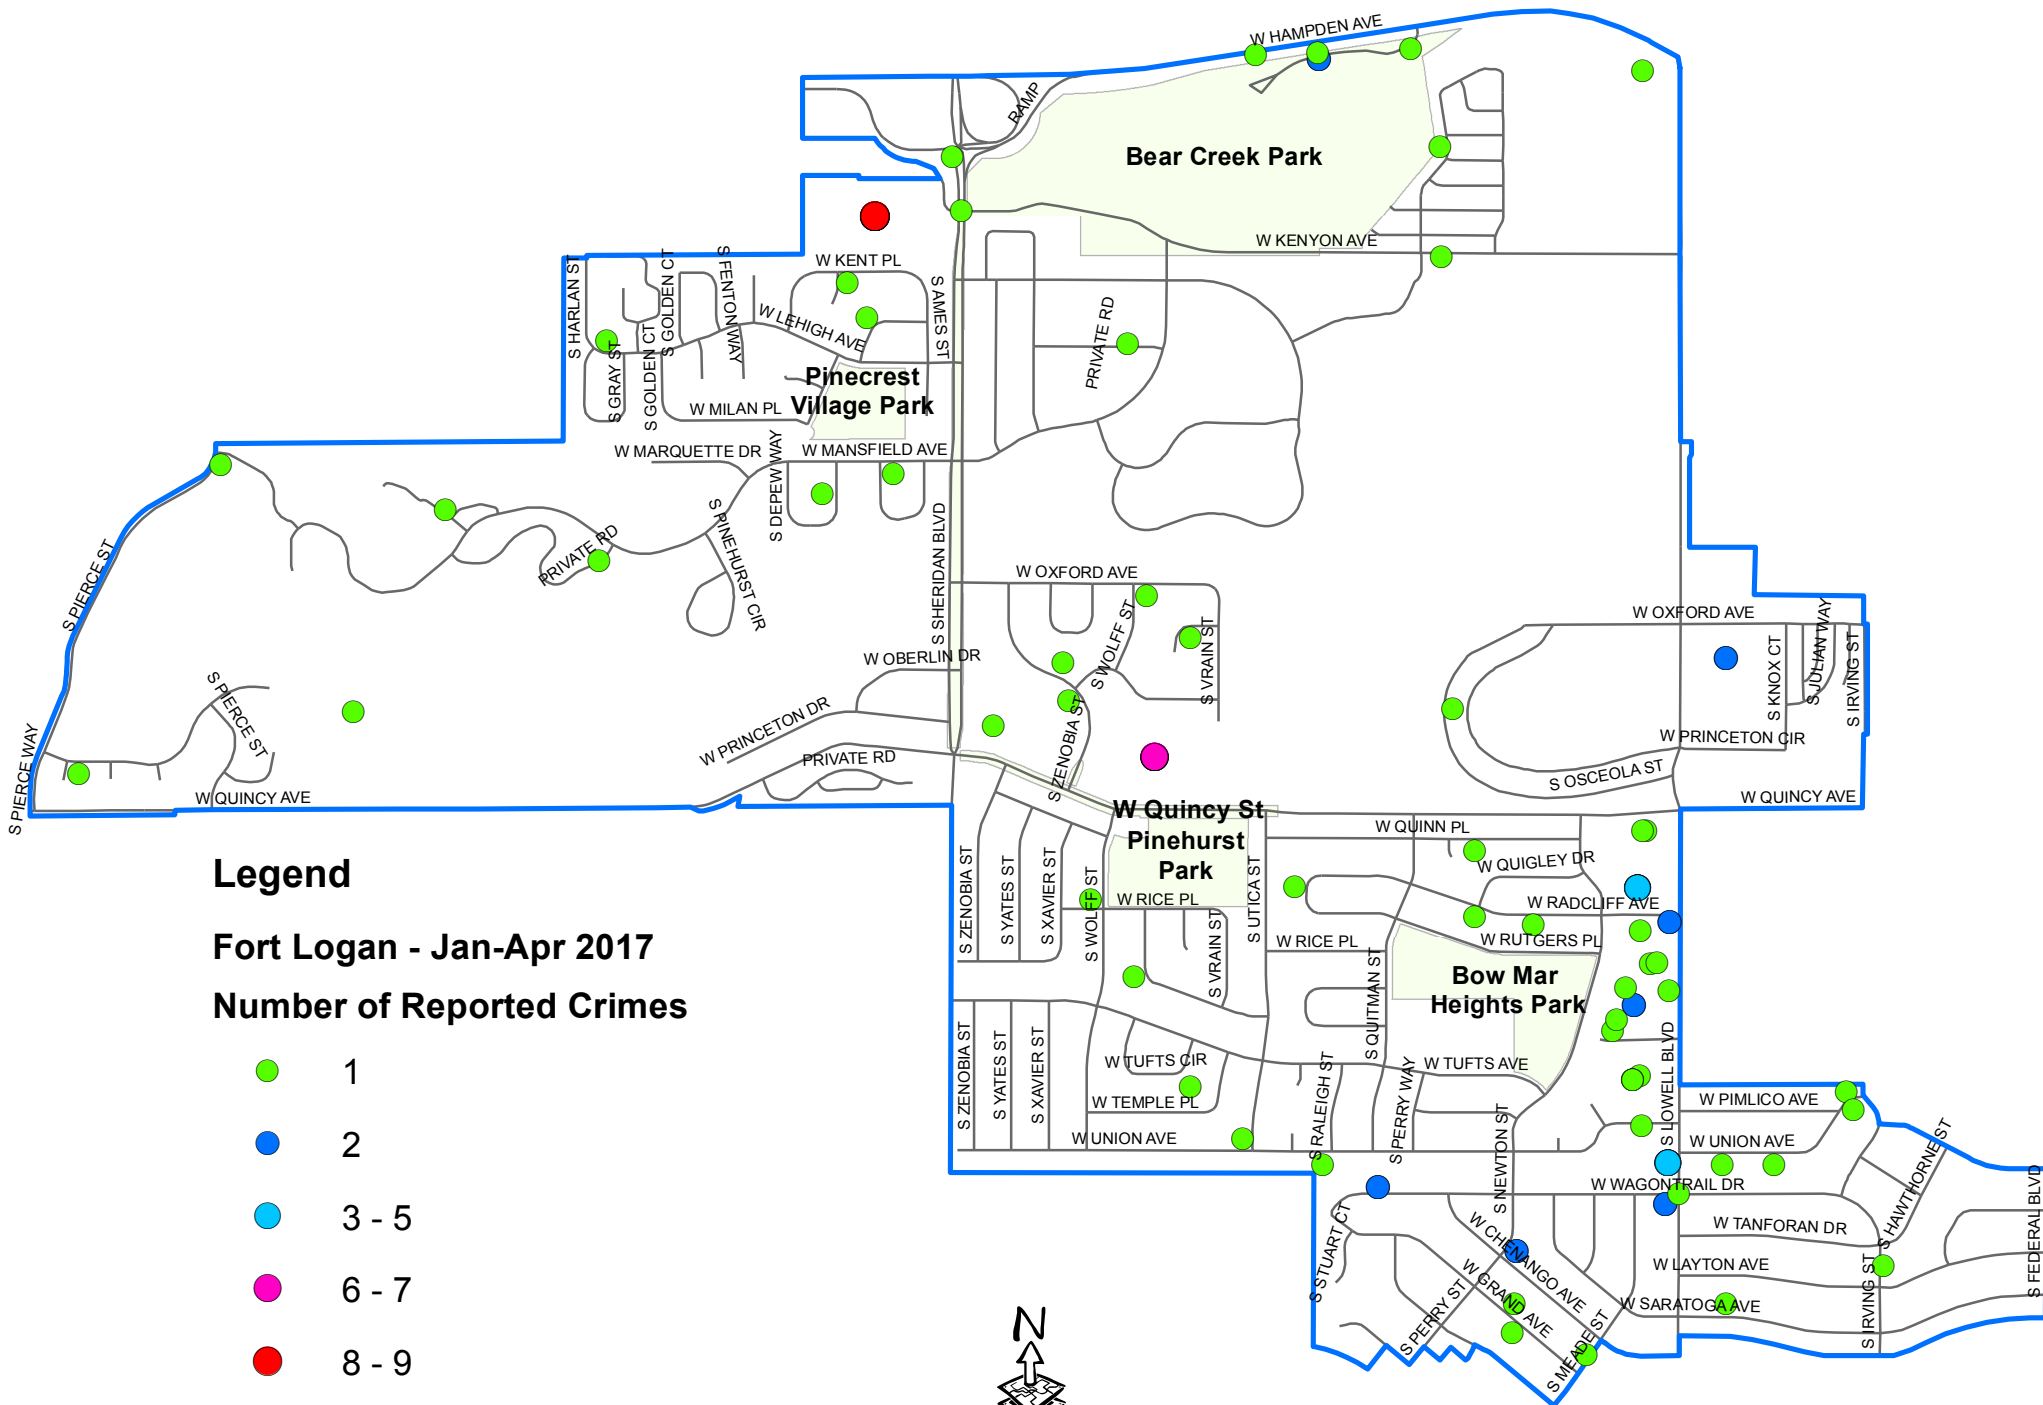 W HAMPDEN AVE
RAMP
Bear Creek Park
W KENYON AVE
W KENT PL
S HARLAN ST
S GOLDEN CT
S FENTON WAY
S AMES ST
W LEHIGH AVE
PRIVATE RD
S GRAY ST
S GOLDEN CT
Pinecrest
Village Park
W MILAN PL
W MARQUETTE DR
W MANSFIELD AVE
S DEPEW WAY
S PINEHURST CIR
S SHERIDAN BLVD
PRIVATE RD
S PIERCE ST
W OXFORD AVE
S WOLFF ST
S VRAIN ST
W OXFORD AVE
S KNOX CT
S JULIAN WAY
S IRVING ST
W OBERLIN DR
S PIERCE ST
W PRINCETON DR
S ZENOBIA ST
W PRINCETON CIR
PRIVATE RD
S OSCEOLA ST
S PIERCE WAY
W QUINCY AVE
W QUINCY AVE
W Quincy St
Pinehurst
Park
W QUINN PL
W QUIGLEY DR
S ZENOBIA ST
S YATES ST
S XAVIER ST
S WOLFF ST
W RICE PL
S VRAIN ST
S UTICA ST
W RADCLIFF AVE
W RICE PL
W RUTGERS PL
S QUITMAN ST
Bow Mar
Heights Park
S ZENOBIA ST
S YATES ST
S XAVIER ST
W TUFTS CIR
W TUFTS AVE
S LOWELL BLVD
W TEMPLE PL
W UNION AVE
S RALEIGH ST
S PERRY WAY
S NEWTON ST
W PIMLICO AVE
W UNION AVE
W WAGONTRAIL DR
S HAWTHORNE ST
W TANFORAN DR
S STUART CT
W CHENANGO AVE
W GRAND AVE
S PERRY ST
S MEADE ST
W LAYTON AVE
W SARATOGA AVE
S IRVING ST
S FEDERAL BLVD
Legend
Fort Logan - Jan-Apr 2017
Number of Reported Crimes
1
2
3 - 5
6 - 7
8 - 9
N